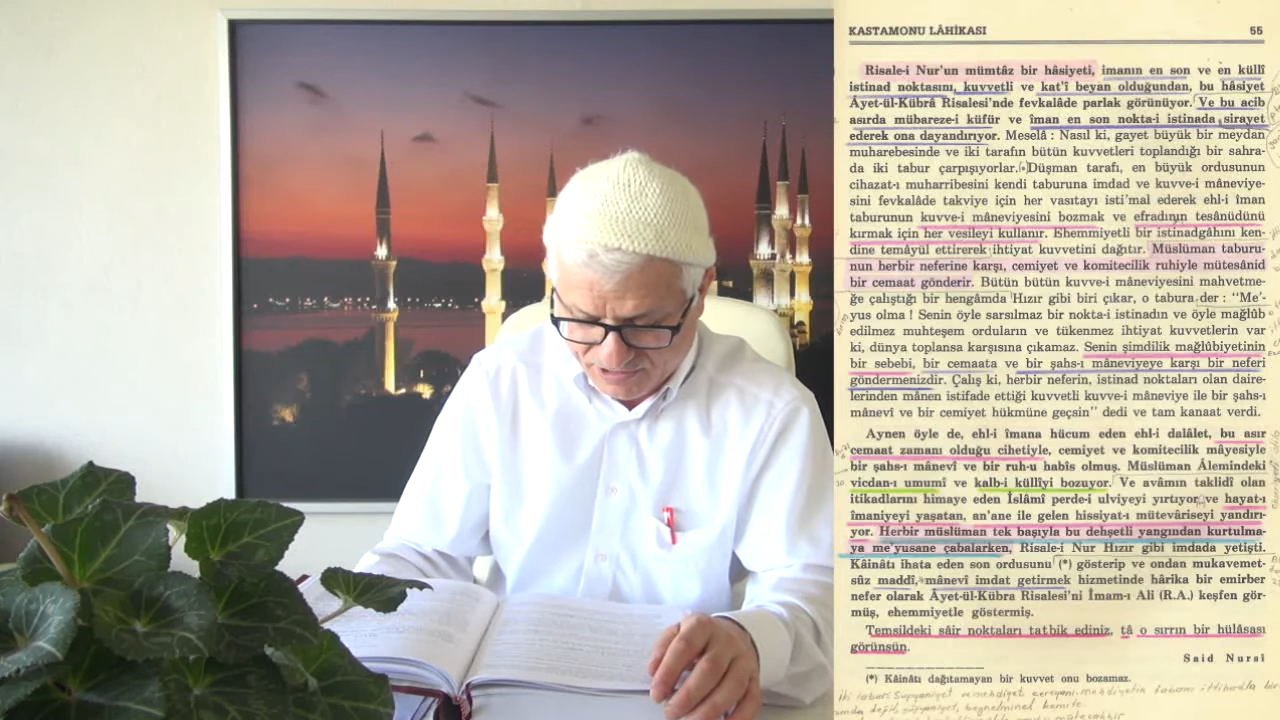 KASTAMONU LÂHİKASI 55
Risale-i Nur'un mümtâz bir hâsiyeti, imanın en son ve en küllî
istinad noktasını, kuvvetli ve kat'î beyan olduğundan, bu hâsiyet
Âyet-ül-Kübrâ Risalesi'nde fevkalâde parlak görünüyor. Ve bu acib
asırda mübareze-i küfür ve îman en son nokta-i istinada sirayet
ederek ona dayandırıyor. Meselâ : Nasıl ki, gayet büyük bir meydan
muharebesinde ve iki tarafın bütün kuvvetleri toplandığı bir sahra-
da iki tabur çarpışıyorlar. Düşman tarafı, en büyük ordusunun
cihazat-ı muharribesini kendi taburuna imdad ve kuvve-i mâneviye-
sini fevkalâde takviye için her vasıtayı isti'mal ederek ehl-i îman
taburunun kuvve-i mâneviyesini bozmak ve efradının tesânüdünü
kırmak için her vesileyi kullanır. Ehemmiyetli bir istinadgâhını ken-
dine temâyül ettirerek ihtiyat kuvvetini dağıtır. Müslüman taburu-
nun herbir neferine karşı, cemiyet ve komitecilik ruhiyle mütesânid
bir cemaat gönderir. Bütün bütün kuvve-i mâneviyesini mahvetme-
ğe çalıştığı bir hengâmda Hızır gibi biri çıkar, o tabura der : "Me'-
yus olma ! Senin öyle sarsılmaz bir nokta-i istinadın ve öyle mağlûb
edilmez muhteşem orduların ve tükenmez ihtiyat kuvvetlerin var
ki, dünya toplansa karşısına çıkamaz. Senin şimdilik mağlûbiyetinin
bir sebebi, bir cemaata ve bir şahs-ı mâneviyeye karşı bir neferi
göndermenizdir. Çalış ki, herbir neferin, istinad noktaları olan daire-
lerinden mânen istifade ettiği kuvvetli kuvve-i mâneviye ile bir şahs-ı
mânevî ve bir cemiyet hükmüne geçsin" dedi ve tam kanaat verdi.
Aynen öyle de, ehl-i îmana hücum eden ehl-i dalâlet, bu asır
cemaat zamanı olduğu cihetiyle, cemiyet ve komitecilik mâyesiyle
bir şahs-ı mânevî ve bir ruh-u habîs olmuş. Müslüman Âlemindeki
vicdan-ı umumî ve kalb-i küllîyi bozuyor. Ve avâmın taklidî olan
itikadlarını himaye eden İslâmî perde-i ulviyeyi yırtıyor ve hayat-ı
îmaniyeyi yaşatan, an'ane ile gelen hissiyat-ı mütevâriseyi yandırı-
yor. Herbir müslüman tek başıyla bu dehşetli yangından kurtulma-
ya me'yusane çabalarken, Risale-i Nur Hızır gibi imdada yetişti.
Kâinâtı ihata eden son ordusunu (*) gösterip ve ondan mukavemet-
sûz maddî, mânevî imdat getirmek hizmetinde hârika bir emirber
nefer olarak Âyet-ül-Kübra Risalesi'ni İmam-ı Ali (R.A.) keşfen gör-
müş, ehemmiyetle göstermiş.
Temsildeki sâir noktaları tatbik ediniz, tâ o sırrın bir hülâsası
görünsün.
Said Nursî
(*) Kâinâtı dağıtamayan bir kuvvet onu bozamaz.